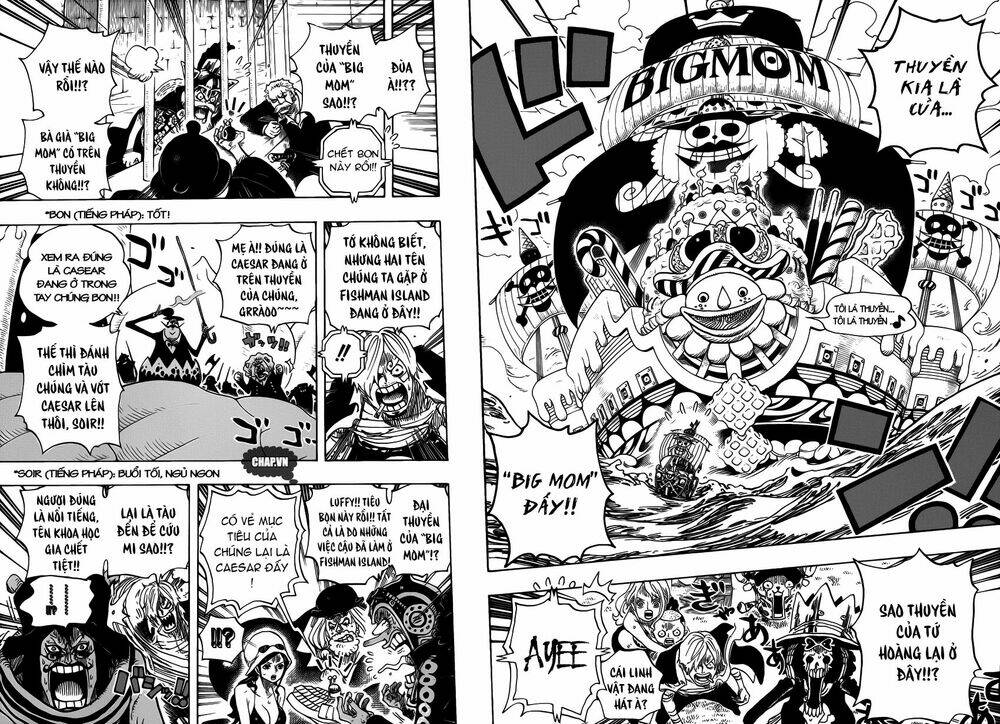 THUYỀN
KIA LÀ
CỦA...
BIGMOM
TÔI LÀ THUYỀN...
TÔI LÀ THUYỀN... ♪
"BIG MOM"
ĐẤY!!
SAO THUYỀN
CỦA TỨ
HOÀNG LẠI Ở
ĐÂY!!?
CÁI LINH
VẬT ĐANG
HÁT À?
AYEE
ĐÙA
À!!??
THUYỀN
CỦA "BIG
MOM"
SAO!!?
CHẾT BON
NÀY RỒI!!
VẬY THẾ NÀO
RỒI!!?
BÀ GIÀ "BIG
MOM" CÓ TRÊN
THUYỀN
KHÔNG!!?
*BON (TIẾNG PHÁP): TỐT!
TỚ KHÔNG BIẾT,
NHƯNG HAI TÊN
CHÚNG TA GẶP Ở
FISHMAN ISLAND
ĐANG Ở ĐÂY!!
!!
MẸ À!! ĐÚNG LÀ
CAESAR ĐANG Ở
TRÊN THUYỀN
CỦA CHÚNG,
GRRÀOO~~~
XEM RA ĐÚNG
LÀ CASEAR
ĐANG Ở TRONG
TAY CHÚNG BON!!
THẾ THÌ ĐÁNH
CHÌM TÀU
CHÚNG VÀ VỚT
CAESAR LÊN
THÔI, SOIR!!
CHAP.VN
*SOIR (TIẾNG PHÁP): BUỔI TỐI, NGỦ NGON
ĐẠI
THUYỀN CỦA
"BIG
MOM"!?
LUFFY!! TIÊU
BỌN NÀY RỒI!! TẤT
CẢ LÀ DO NHỮNG
VIỆC CẬU ĐÃ LÀM Ở
FISHMAN ISLAND!
CÓ VẺ MỤC
TIÊU CỦA
CHÚNG LẠI LÀ
CAESAR ĐẤY
!
!!?
LẠI LÀ TÀU
ĐẾN ĐỂ CỨU
MI SAO!!?
NGƯƠI ĐÚNG
LÀ NỔI TIẾNG,
TÊN KHOA HỌC
GIA CHẾT
TIỆT!!